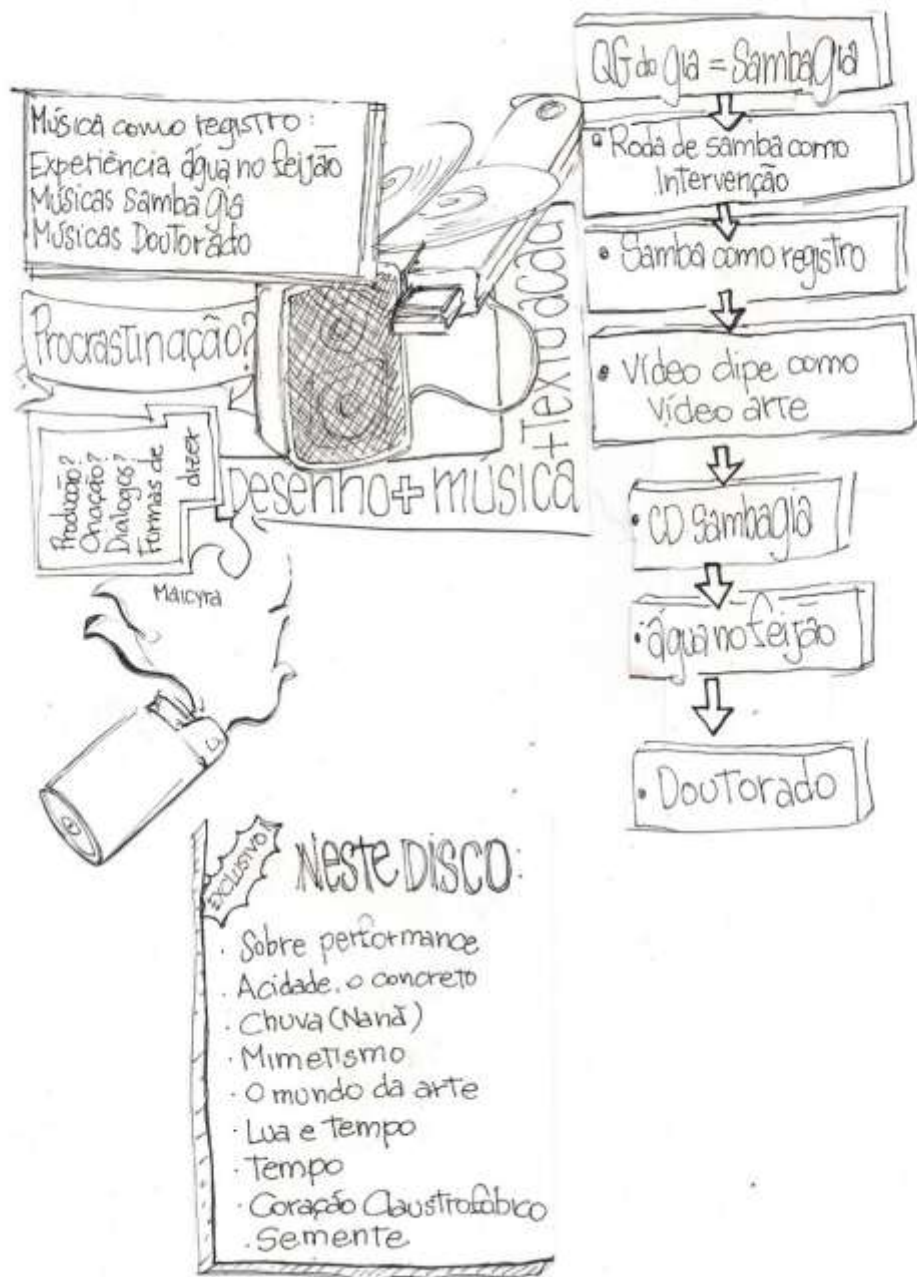 Música como registro:
Experiência água no feijão
Músicas Sambagia
Músicas Doutorado
Procrastinação?
Produção?
Criação?
Dialogos?
Formas de
dizer
Desenho + música
+ Texto acad
Maicyra
QG do gia = Sambagia
• Roda de samba como
Intervenção
• Samba como registro
• Vídeo clipe como
Vídeo arte
• CD Sambagia
• água no feijão
• Doutorado
EXCLUSIVO
NESTE DISCO:
· Sobre performance
· Acidade, o concreto
· Chuva (Nanã)
· Mimetismo
· O mundo da arte
· Lua e Tempo
· Tempo
· Coração Claustrofóbico
· Semente